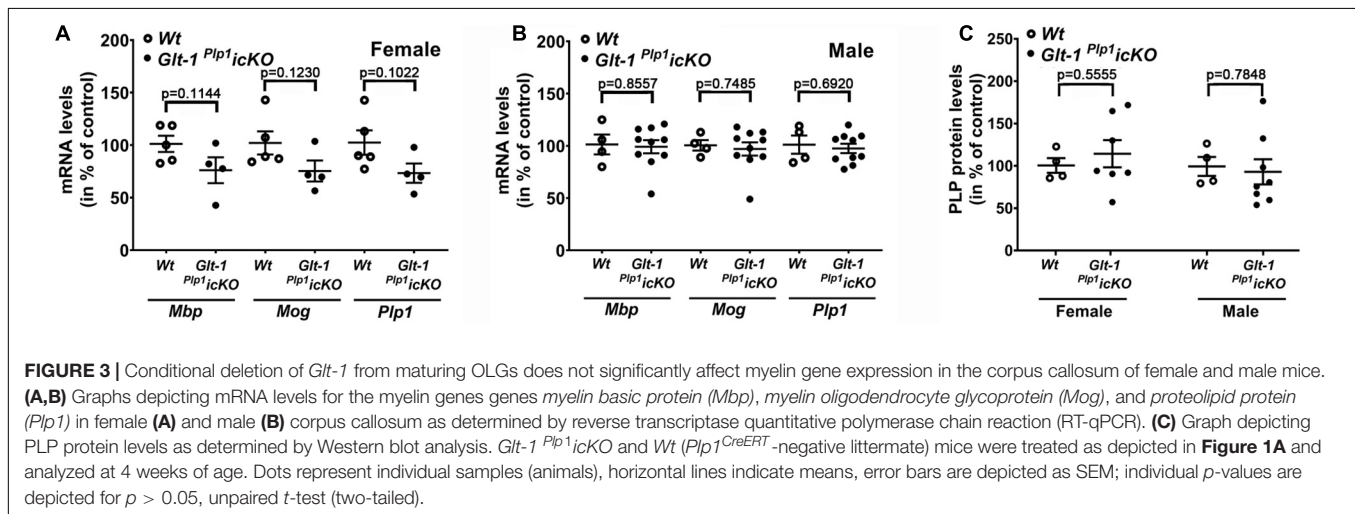 A
Wt
Glt-1 Plp1icKO
Female
mRNA levels
(in % of control)
200
150
100
50
0
p=0.1144
p=0.1230
p=0.1022
Wt
Glt-1
Plp1icKO
Wt
Glt-1
Plp1icKO
Wt
Glt-1
Plp1icKO
Mbp
Mog
Plp1
B
Wt
Glt-1 Plp1icKO
Male
mRNA levels
(in % of control)
200
150
100
50
0
p=0.8557
p=0.7485
p=0.6920
Wt
Glt-1
Plp1icKO
Wt
Glt-1
Plp1icKO
Wt
Glt-1
Plp1icKO
Mbp
Mog
Plp1
C
Wt
Glt-1 Plp1icKO
PLP protein levels
(in % of control)
250
200
150
100
50
0
p=0.5555
p=0.7848
Wt
Glt-1
Plp1icKO
Wt
Glt-1
Plp1icKO
Female
Male
FIGURE 3 | Conditional deletion of Glt-1 from maturing OLGs does not significantly affect myelin gene expression in the corpus callosum of female and male mice.
(A,B) Graphs depicting mRNA levels for the myelin genes genes myelin basic protein (Mbp), myelin oligodendrocyte glycoprotein (Mog), and proteolipid protein
(Plp1) in female (A) and male (B) corpus callosum as determined by reverse transcriptase quantitative polymerase chain reaction (RT-qPCR). (C) Graph depicting
PLP protein levels as determined by Western blot analysis. Glt-1 Plp1icKO and Wt (Plp1CreERT-negative littermate) mice were treated as depicted in Figure 1A and
analyzed at 4 weeks of age. Dots represent individual samples (animals), horizontal lines indicate means, error bars are depicted as SEM; individual p-values are
depicted for p > 0.05, unpaired t-test (two-tailed).